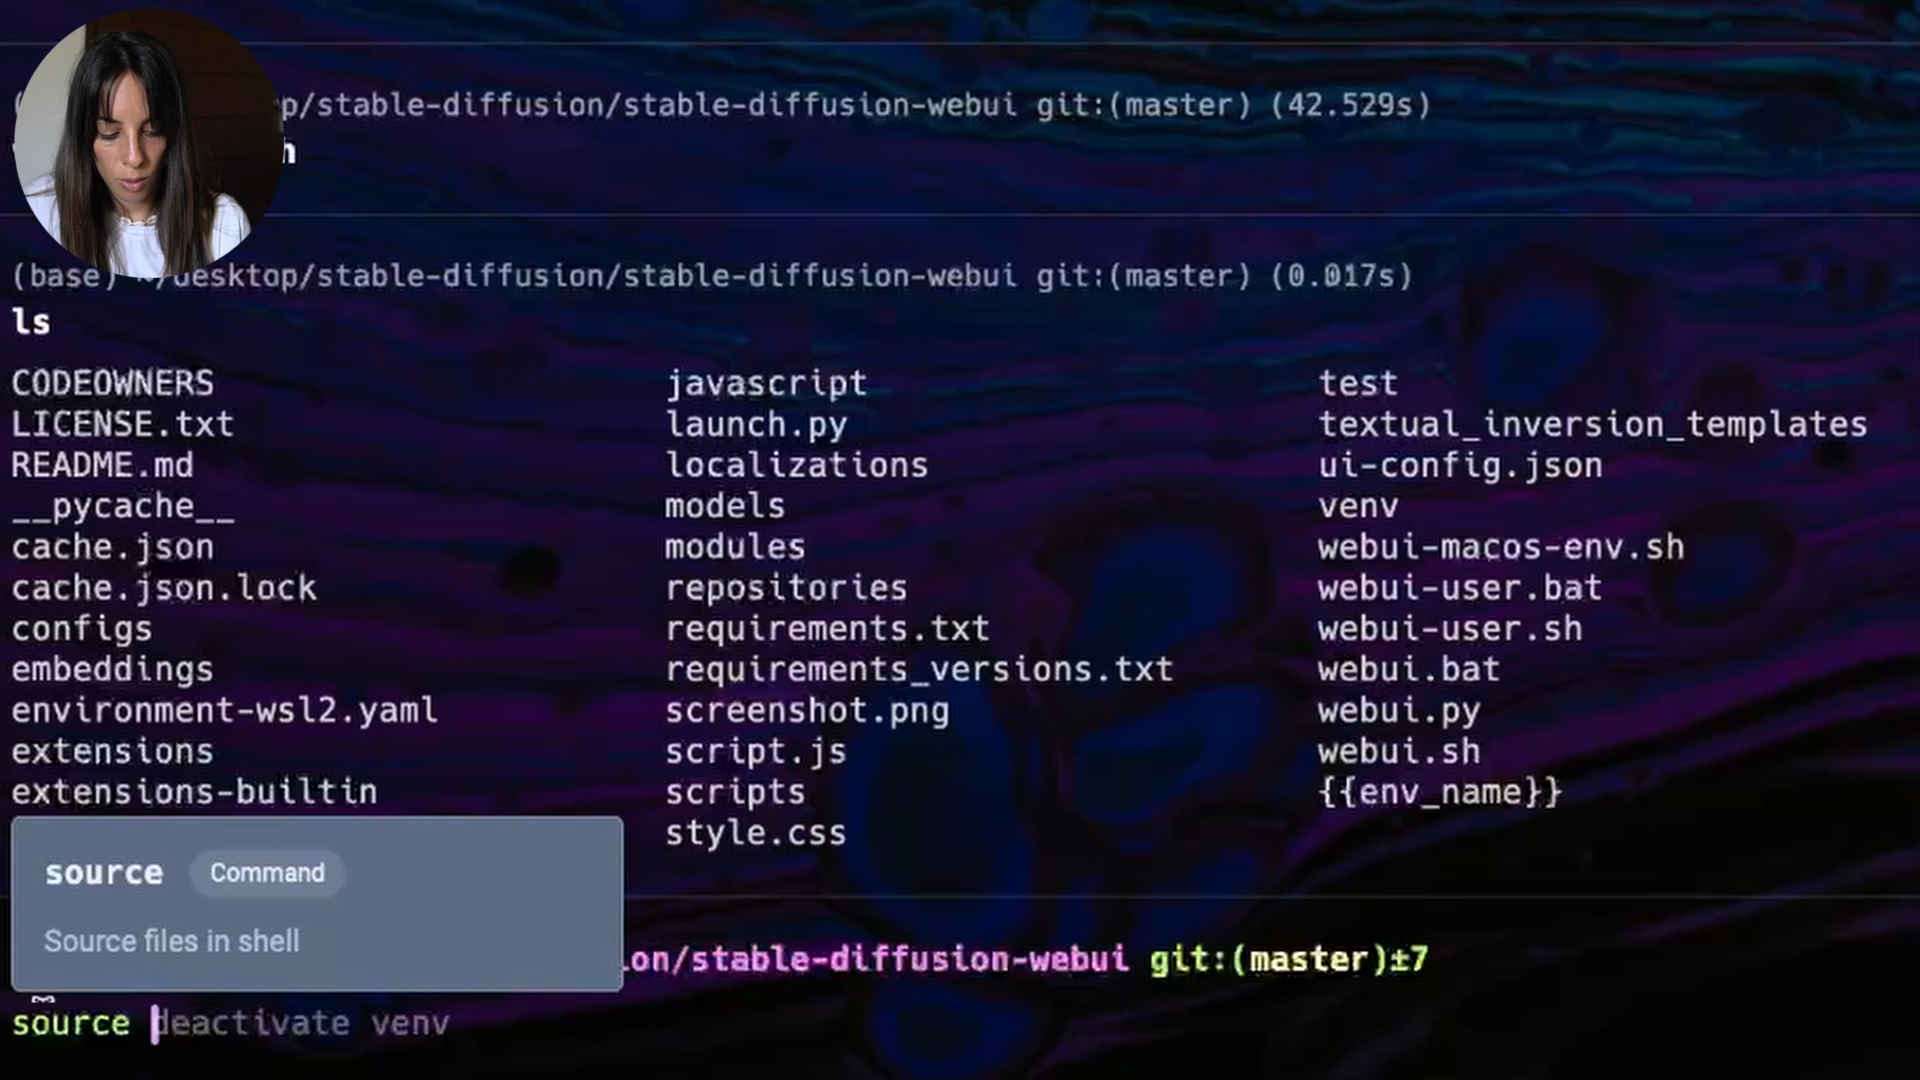 p/stable-diffusion/stable-diffusion-webui git:(master) (42.529s)
h
(base) ~/desktop/stable-diffusion/stable-diffusion-webui git:(master) (0.017s)
ls
CODEOWNERS javascript test
LICENSE.txt launch.py textual_inversion_templates
README.md localizations ui-config.json
__pycache__ models venv
cache.json modules webui-macos-env.sh
cache.json.lock repositories webui-user.bat
configs requirements.txt webui-user.sh
embeddings requirements_versions.txt webui.bat
environment-wsl2.yaml screenshot.png webui.py
extensions script.js webui.sh
extensions-builtin scripts {{env_name}}
style.css
source Command
Source files in shell
ion/stable-diffusion-webui git:(master)±7
source deactivate venv